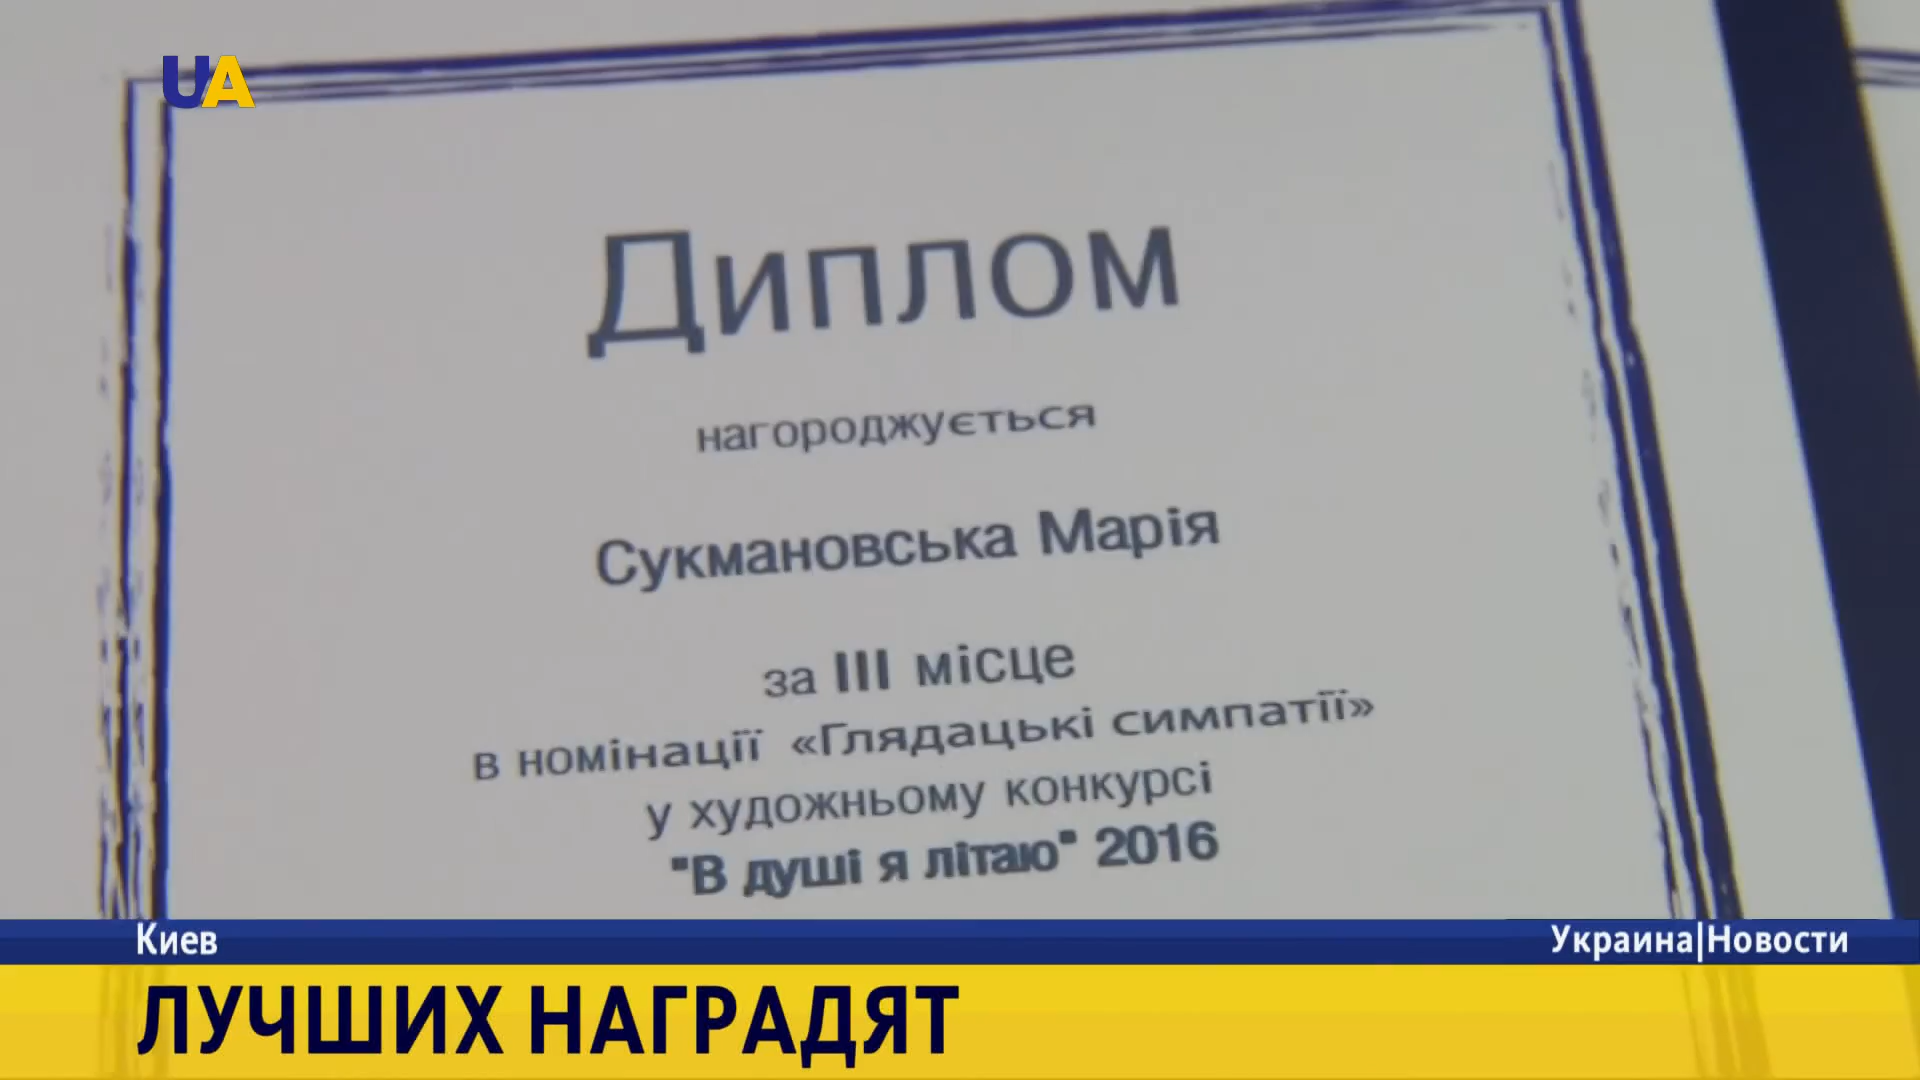 UA
Диплом
нагороджується
Сукмановська Марія
за III місце
в номінації «Глядацькі симпатії»
у художньому конкурсі
"В душі я літаю" 2016
Киев
Украина|Новости
ЛУЧШИХ НАГРАДЯТ